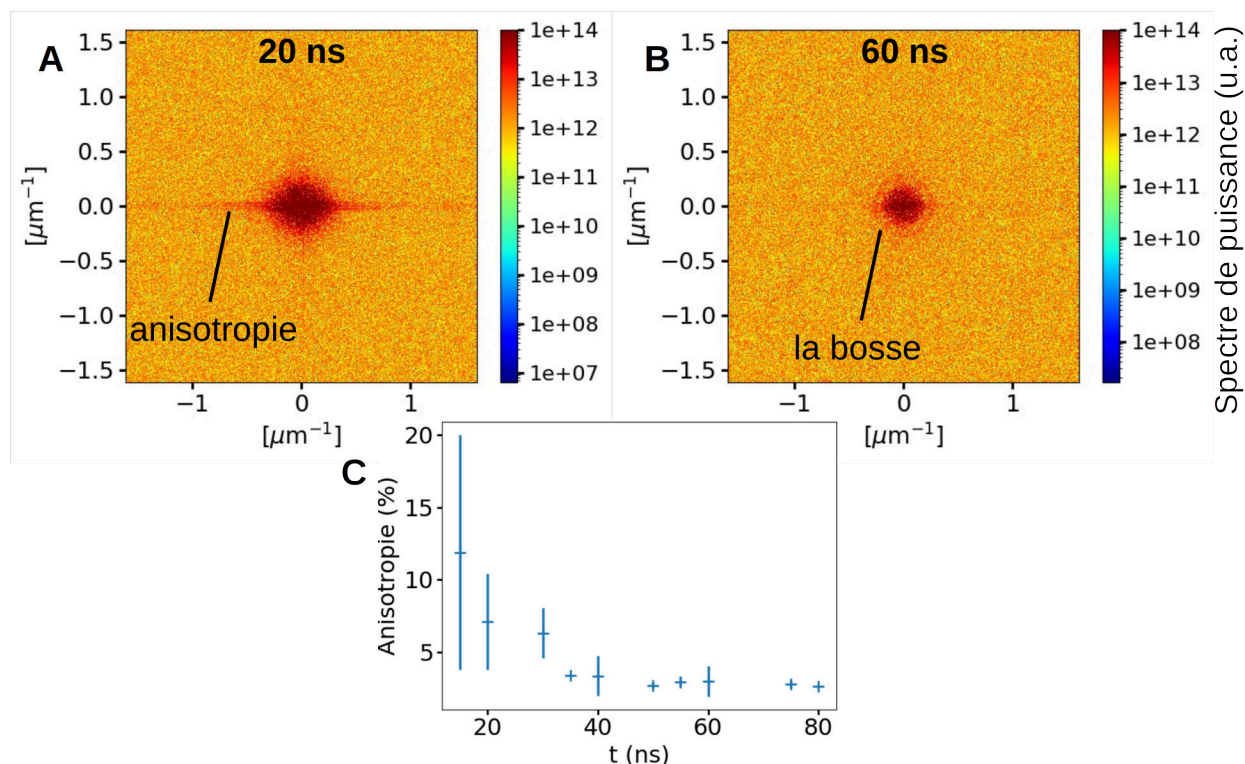 A
20 ns
1.5
1.0
0.5
0.0
−0.5
−1.0
−1.5
[μm⁻¹]
anisotropie
−1
0
1
[μm⁻¹]
1e+14
1e+13
1e+12
1e+11
1e+10
1e+09
1e+08
1e+07
B
60 ns
1.5
1.0
0.5
0.0
−0.5
−1.0
−1.5
[μm⁻¹]
la bosse
−1
0
1
[μm⁻¹]
1e+14
1e+13
1e+12
1e+11
1e+10
1e+09
1e+08
Spectre de puissance (u.a.)
C
Anisotropie (%)
20
15
10
5
20
40
60
80
t (ns)